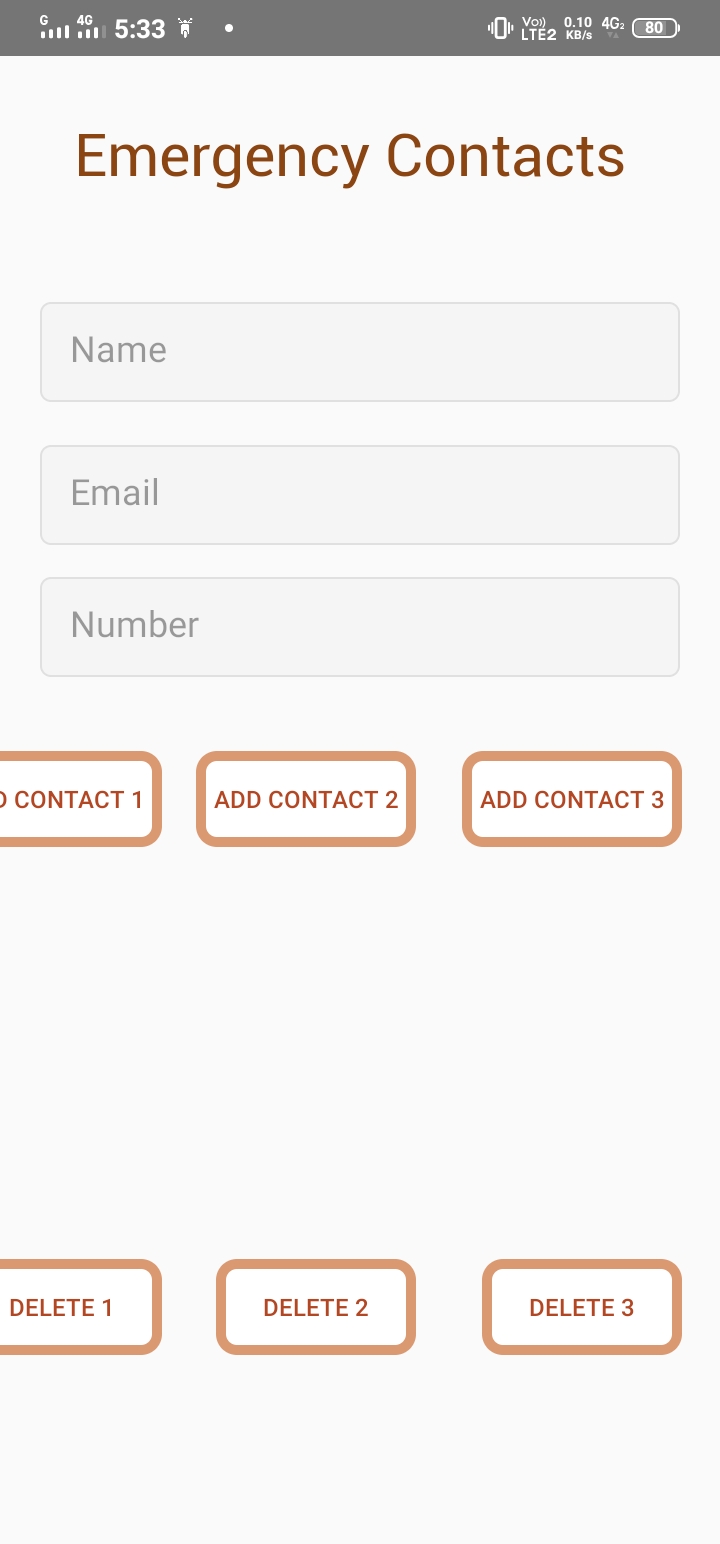 G 4G 5:33 Vo)) LTE2 0.10 KB/s 4G2 80
Emergency Contacts
Name
Email
Number
D CONTACT 1 ADD CONTACT 2 ADD CONTACT 3
DELETE 1 DELETE 2 DELETE 3